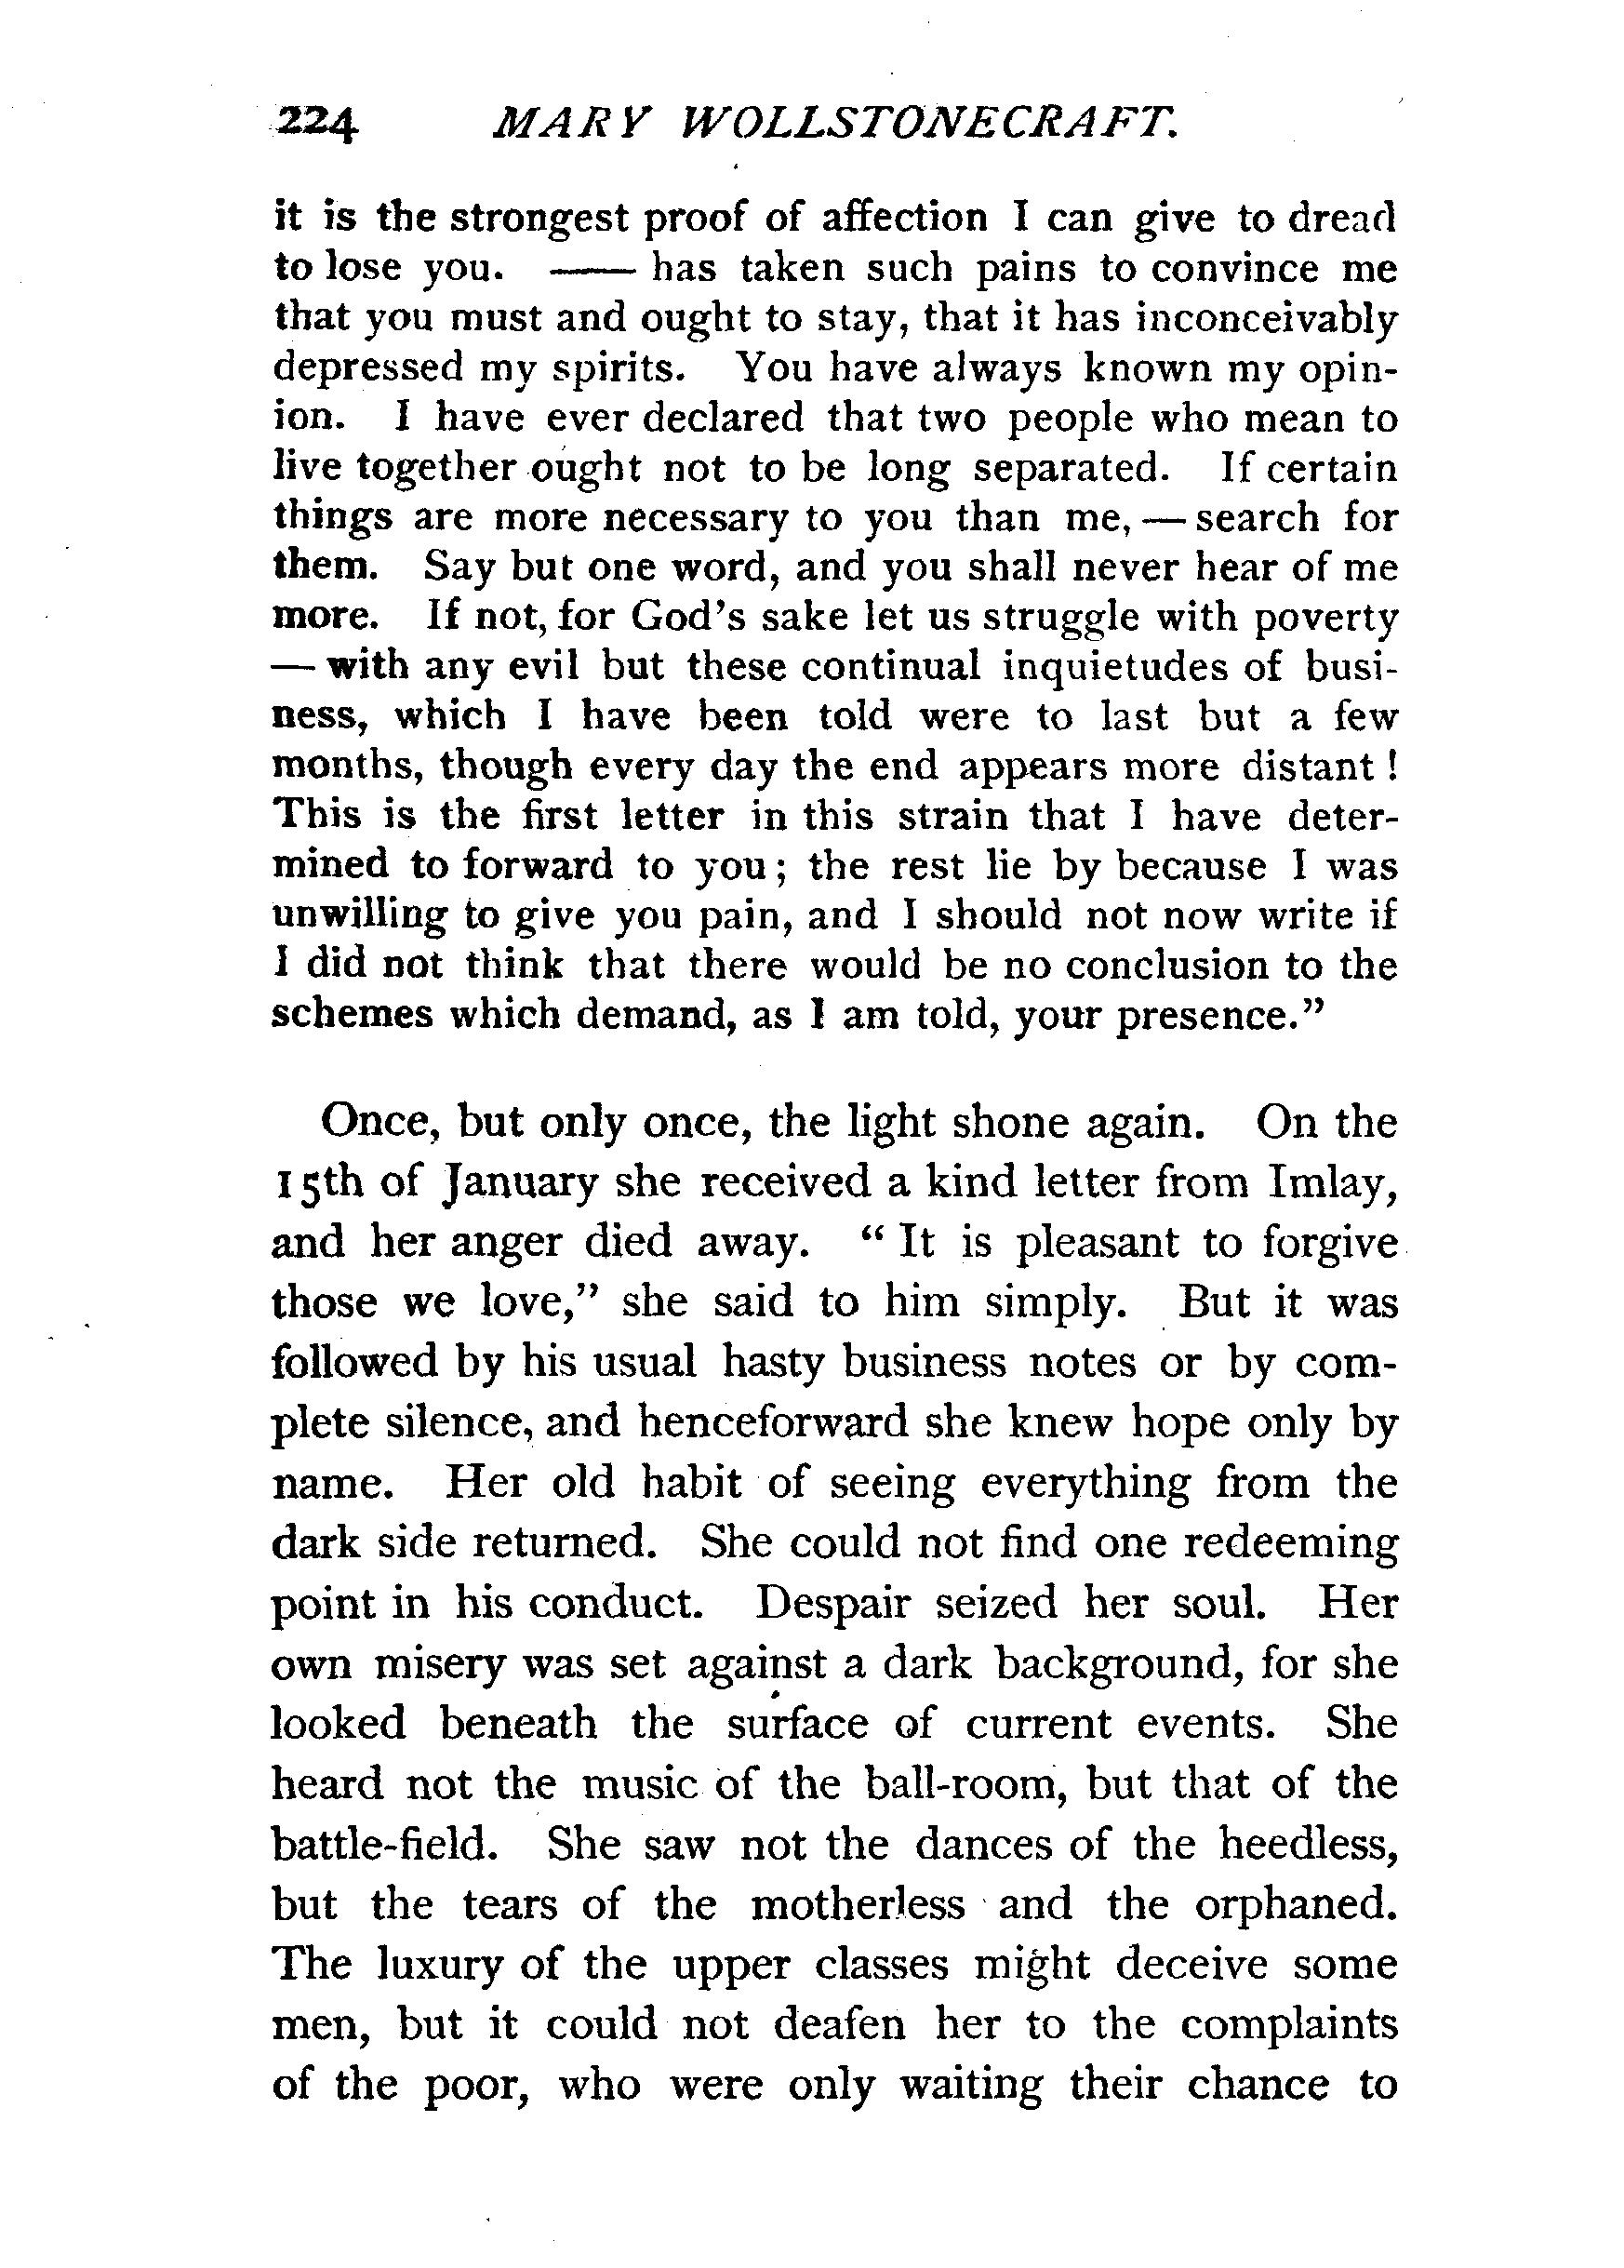 224 MARY WOLLSTONECRAFT.
it is the strongest proof of affection I can give to dread
to lose you. —— has taken such pains to convince me
that you must and ought to stay, that it has inconceivably
depressed my spirits. You have always known my opin-
ion. I have ever declared that two people who mean to
live together ought not to be long separated. If certain
things are more necessary to you than me, — search for
them. Say but one word, and you shall never hear of me
more. If not, for God's sake let us struggle with poverty
— with any evil but these continual inquietudes of busi-
ness, which I have been told were to last but a few
months, though every day the end appears more distant!
This is the first letter in this strain that I have deter-
mined to forward to you; the rest lie by because I was
unwilling to give you pain, and I should not now write if
I did not think that there would be no conclusion to the
schemes which demand, as I am told, your presence."
Once, but only once, the light shone again. On the
15th of January she received a kind letter from Imlay,
and her anger died away. "It is pleasant to forgive
those we love," she said to him simply. But it was
followed by his usual hasty business notes or by com-
plete silence, and henceforward she knew hope only by
name. Her old habit of seeing everything from the
dark side returned. She could not find one redeeming
point in his conduct. Despair seized her soul. Her
own misery was set against a dark background, for she
looked beneath the surface of current events. She
heard not the music of the ball-room, but that of the
battle-field. She saw not the dances of the heedless,
but the tears of the motherless and the orphaned.
The luxury of the upper classes might deceive some
men, but it could not deafen her to the complaints
of the poor, who were only waiting their chance to